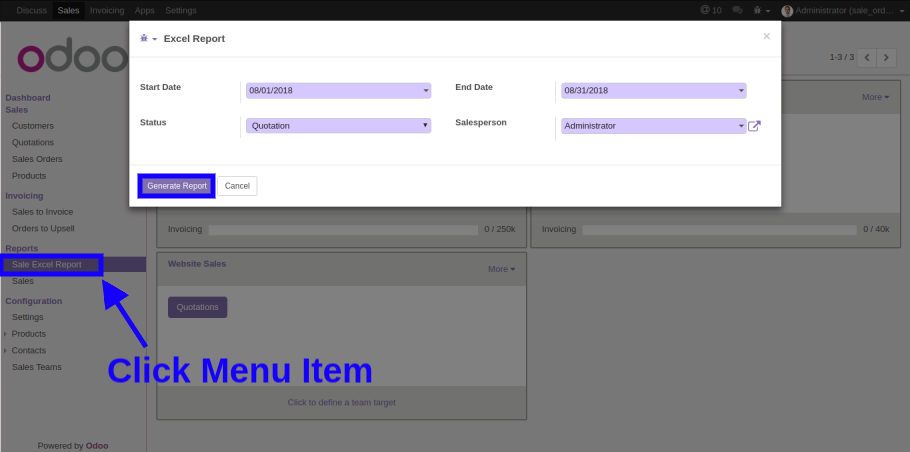 Discuss Sales Invoicing Apps Settings @ 10 Administrator (sale_ord...
odoo
Excel Report ×
1-3 / 3
Start Date 08/01/2018 End Date 08/31/2018
Status Quotation Salesperson Administrator
Generate Report Cancel
More
Dashboard
Sales
Customers
Quotations
Sales Orders
Products
Invoicing
Sales to Invoice
Orders to Upsell
Reports
Sale Excel Report
Sales
Configuration
Settings
Products
Contacts
Sales Teams
Powered by Odoo
Invoicing 0 / 250k
Invoicing 0 / 40k
Website Sales More
Quotations
Click Menu Item
Click to define a team target